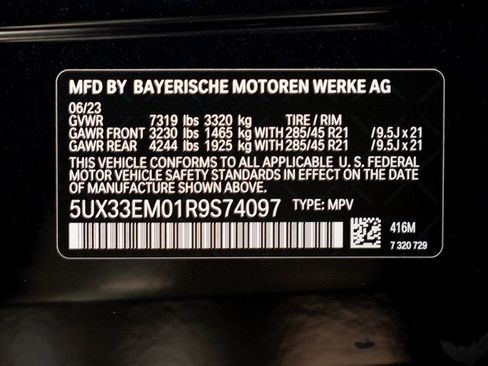 MFD BY BAYERISCHE MOTOREN WERKE AG
06/23
GVWR 7319 lbs 3320 kg TIRE / RIM
GAWR FRONT 3230 lbs 1465 kg WITH 285/45 R21 /9.5J x 21
GAWR REAR 4244 lbs 1925 kg WITH 285/45 R21 /9.5J x 21
THIS VEHICLE CONFORMS TO ALL APPLICABLE U. S. FEDERAL
MOTOR VEHICLE SAFETY STANDARDS IN EFFECT ON THE
DATE OF MANUFACTURE SHOWN ABOVE.
5UX33EM01R9S74097 TYPE: MPV
416M
7 320 729